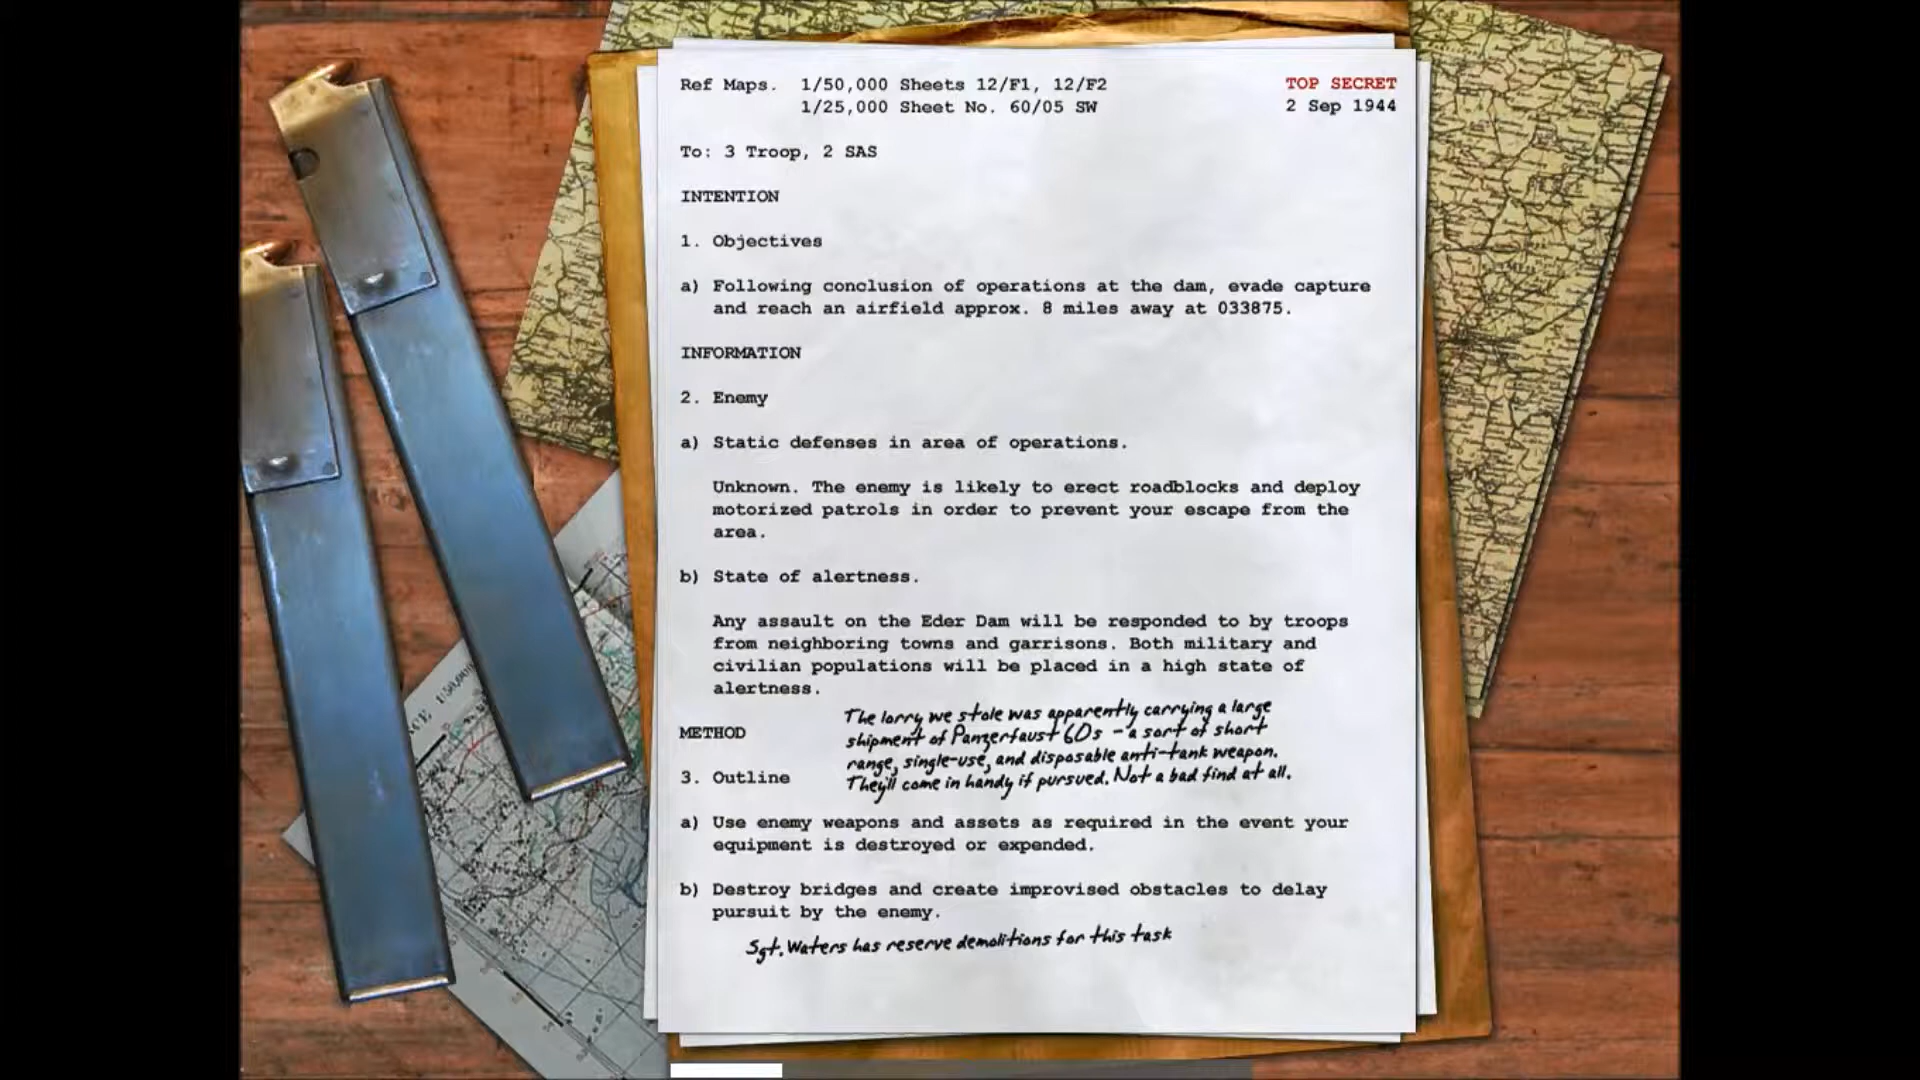 Ref Maps. 1/50,000 Sheets 12/F1, 12/F2
1/25,000 Sheet No. 60/05 SW
TOP SECRET
2 Sep 1944
To: 3 Troop, 2 SAS
INTENTION
1. Objectives
a) Following conclusion of operations at the dam, evade capture
and reach an airfield approx. 8 miles away at 033875.
INFORMATION
2. Enemy
a) Static defenses in area of operations.
Unknown. The enemy is likely to erect roadblocks and deploy
motorized patrols in order to prevent your escape from the
area.
b) State of alertness.
Any assault on the Eder Dam will be responded to by troops
from neighboring towns and garrisons. Both military and
civilian populations will be placed in a high state of
alertness.
The lorry we stole was apparently carrying a large
shipment of Panzerfaust 60s - a sort of short
range, single-use, and disposable anti-tank weapon.
They'll come in handy if pursued. Not a bad find at all.
METHOD
3. Outline
a) Use enemy weapons and assets as required in the event your
equipment is destroyed or expended.
b) Destroy bridges and create improvised obstacles to delay
pursuit by the enemy.
Sgt. Waters has reserve demolitions for this task